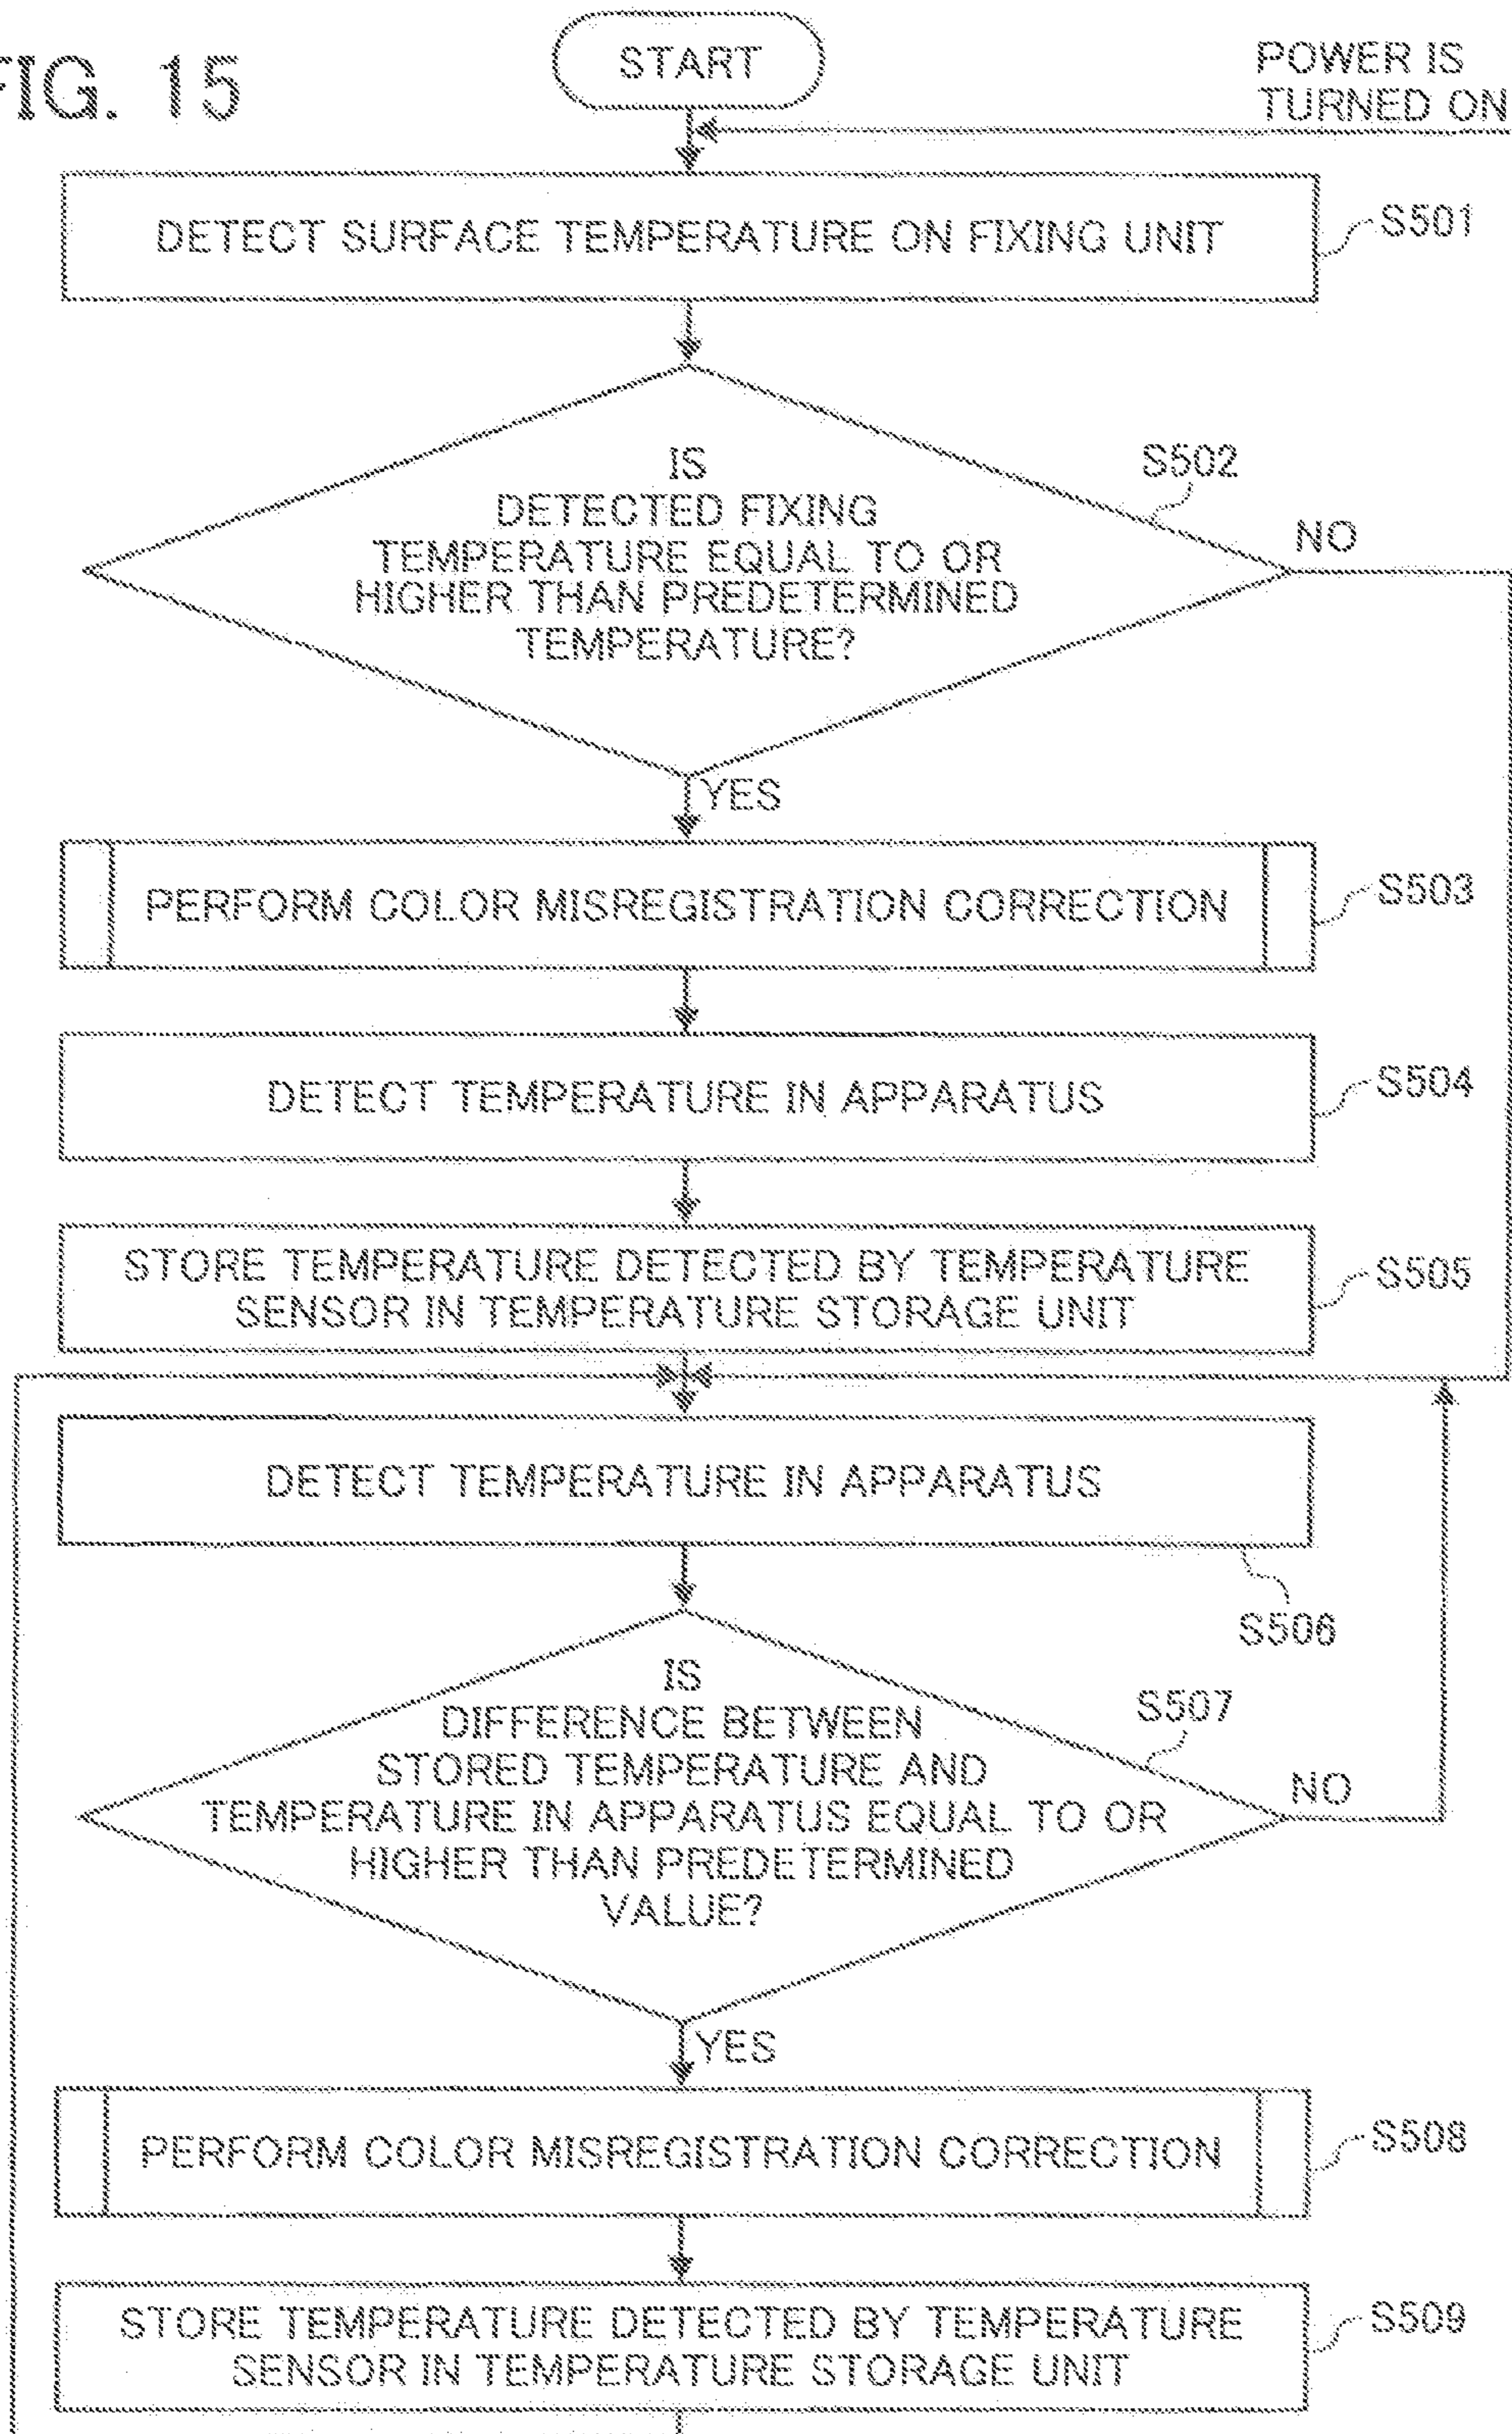 FIG. 15
START
POWER IS
TURNED ON
DETECT SURFACE TEMPERATURE ON FIXING UNIT
S501
IS
DETECTED FIXING
TEMPERATURE EQUAL TO OR
HIGHER THAN PREDETERMINED
TEMPERATURE?
S502
NO
YES
PERFORM COLOR MISREGISTRATION CORRECTION
S503
DETECT TEMPERATURE IN APPARATUS
S504
STORE TEMPERATURE DETECTED BY TEMPERATURE
SENSOR IN TEMPERATURE STORAGE UNIT
S505
DETECT TEMPERATURE IN APPARATUS
S506
IS
DIFFERENCE BETWEEN
STORED TEMPERATURE AND
TEMPERATURE IN APPARATUS EQUAL TO OR
HIGHER THAN PREDETERMINED
VALUE?
S507
NO
YES
PERFORM COLOR MISREGISTRATION CORRECTION
S508
STORE TEMPERATURE DETECTED BY TEMPERATURE
SENSOR IN TEMPERATURE STORAGE UNIT
S509